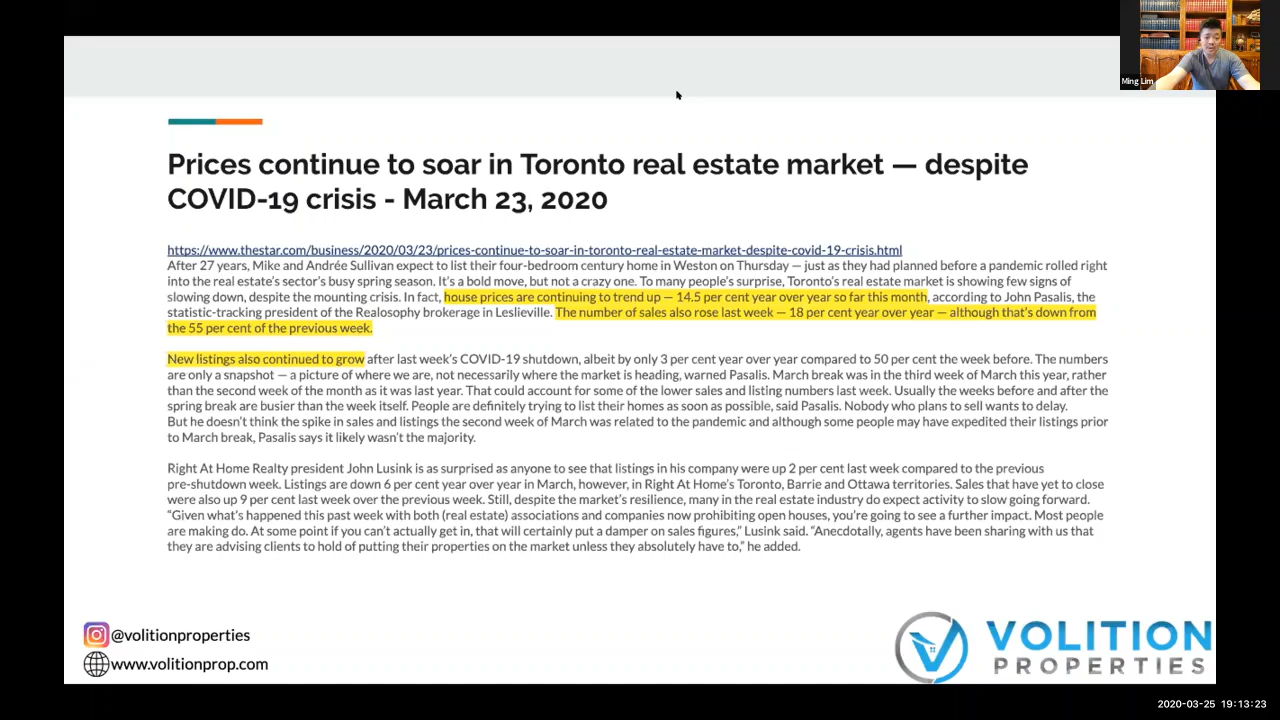 Ming Lim
Prices continue to soar in Toronto real estate market — despite
COVID-19 crisis - March 23, 2020
https://www.thestar.com/business/2020/03/23/prices-continue-to-soar-in-toronto-real-estate-market-despite-covid-19-crisis.html
After 27 years, Mike and Andrée Sullivan expect to list their four-bedroom century home in Weston on Thursday — just as they had planned before a pandemic rolled right
into the real estate's sector's busy spring season. It's a bold move, but not a crazy one. To many people's surprise, Toronto's real estate market is showing few signs of
slowing down, despite the mounting crisis. In fact, house prices are continuing to trend up — 14.5 per cent year over year so far this month, according to John Pasalis, the
statistic-tracking president of the Realosophy brokerage in Leslieville. The number of sales also rose last week — 18 per cent year over year — although that's down from
the 55 per cent of the previous week.
New listings also continued to grow after last week's COVID-19 shutdown, albeit by only 3 per cent year over year compared to 50 per cent the week before. The numbers
are only a snapshot — a picture of where we are, not necessarily where the market is heading, warned Pasalis. March break was in the third week of March this year, rather
than the second week of the month as it was last year. That could account for some of the lower sales and listing numbers last week. Usually the weeks before and after the
spring break are busier than the week itself. People are definitely trying to list their homes as soon as possible, said Pasalis. Nobody who plans to sell wants to delay.
But he doesn't think the spike in sales and listings the second week of March was related to the pandemic and although some people may have expedited their listings prior
to March break, Pasalis says it likely wasn't the majority.
Right At Home Realty president John Lusink is as surprised as anyone to see that listings in his company were up 2 per cent last week compared to the previous
pre-shutdown week. Listings are down 6 per cent year over year in March, however, in Right At Home's Toronto, Barrie and Ottawa territories. Sales that have yet to close
were also up 9 per cent last week over the previous week. Still, despite the market's resilience, many in the real estate industry do expect activity to slow going forward.
“Given what's happened this past week with both (real estate) associations and companies now prohibiting open houses, you're going to see a further impact. Most people
are making do. At some point if you can't actually get in, that will certainly put a damper on sales figures,” Lusink said. “Anecdotally, agents have been sharing with us that
they are advising clients to hold of putting their properties on the market unless they absolutely have to,” he added.
@volitionproperties
www.volitionprop.com
VOLITION
PROPERTIES
2020-03-25 19:13:23